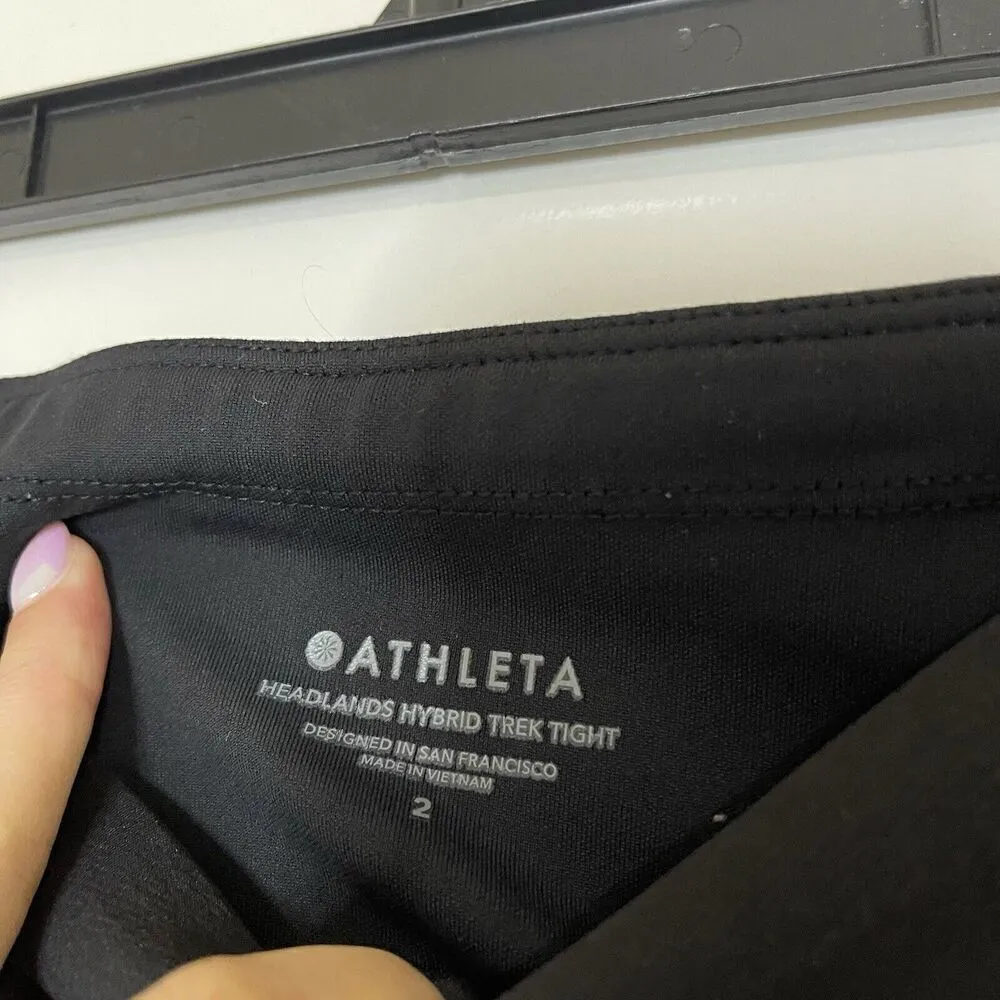 ATHLETA
HEADLANDS HYBRID TREK TIGHT
DESIGNED IN SAN FRANCISCO
MADE IN VIETNAM
2